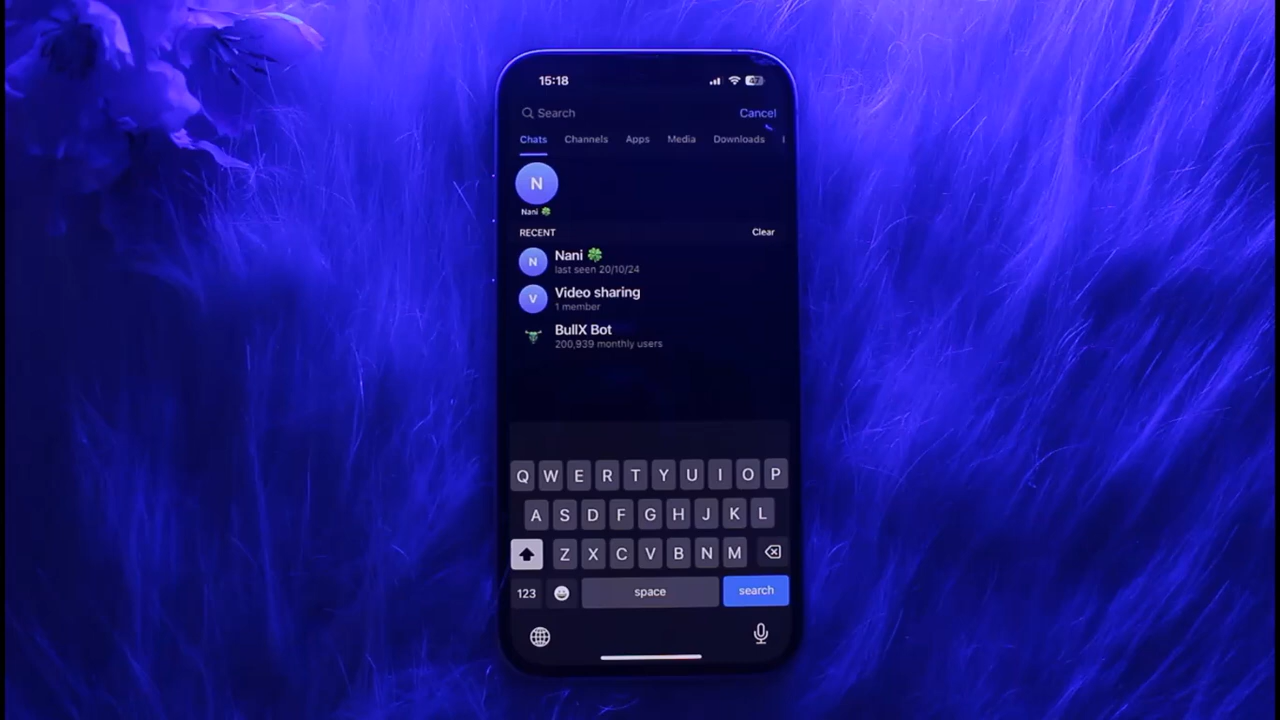 15:18
47
Search
Cancel
Chats Channels Apps Media Downloads
N
Nani 🍀
RECENT
Clear
N
Nani 🍀
last seen 20/10/24
V
Video sharing
1 member
BullX Bot
200,939 monthly users
Q W E R T Y U I O P
A S D F G H J K L
Z X C V B N M
123
space
search